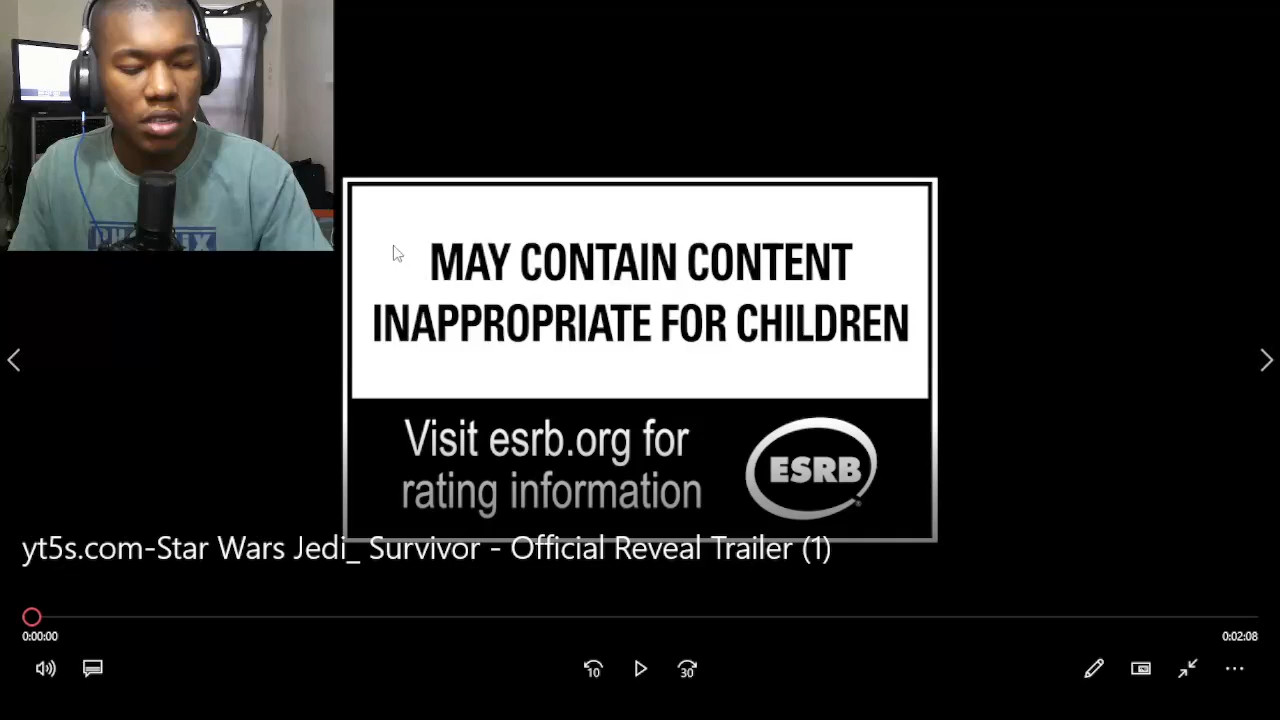 MAY CONTAIN CONTENT
INAPPROPRIATE FOR CHILDREN
Visit esrb.org for
rating information
ESRB
yt5s.com-Star Wars Jedi_ Survivor - Official Reveal Trailer (1)
0:00:00
0:02:08
10
30